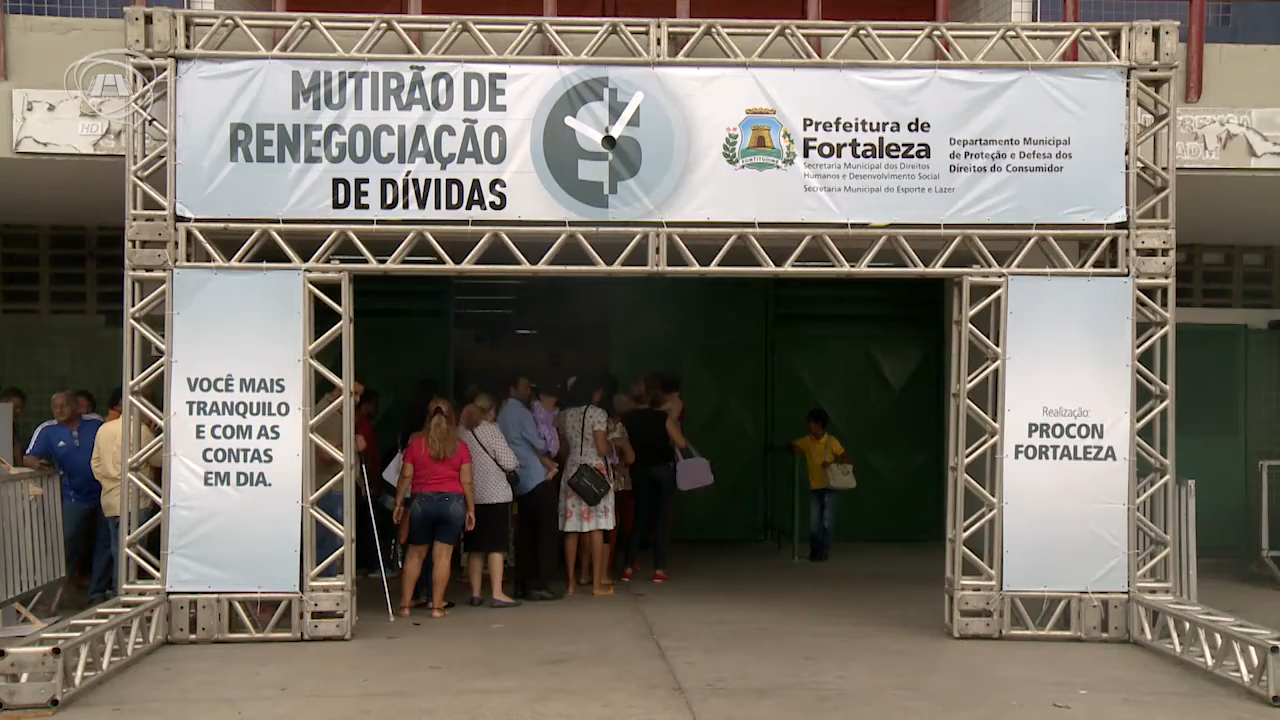 MUTIRÃO DE
RENEGOCIAÇÃO
DE DÍVIDAS
FORTITUDINE
Prefeitura de
Fortaleza
Secretaria Municipal dos Direitos
Humanos e Desenvolvimento Social
Secretaria Municipal do Esporte e Lazer
Departamento Municipal
de Proteção e Defesa dos
Direitos do Consumidor
HD
VOCÊ MAIS
TRANQUILO
E COM AS
CONTAS
EM DIA.
Realização:
PROCON
FORTALEZA